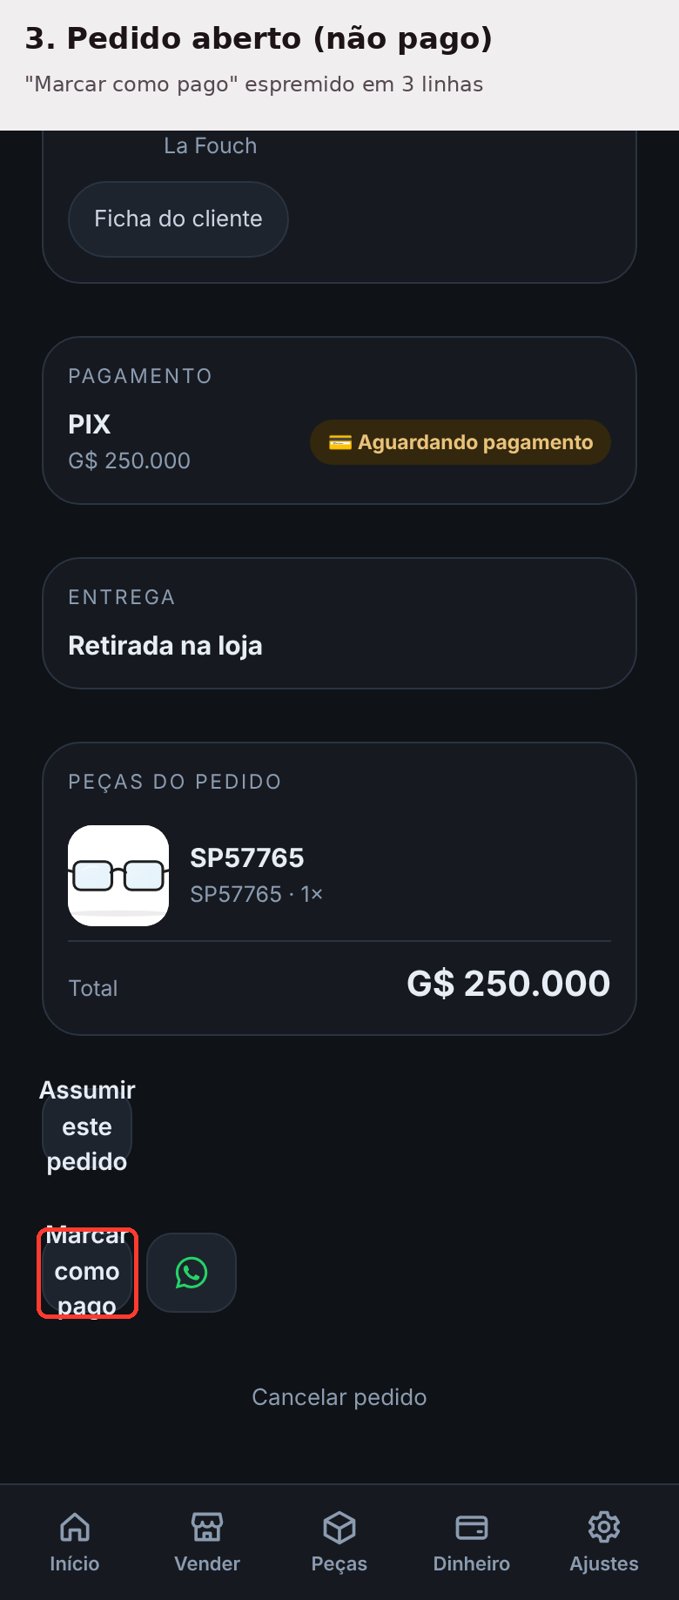 3. Pedido aberto (não pago)
"Marcar como pago" espremido em 3 linhas
La Fouch
Ficha do cliente
PAGAMENTO
PIX
G$ 250.000
💳 Aguardando pagamento
ENTREGA
Retirada na loja
PEÇAS DO PEDIDO
SP57765
SP57765 · 1×
Total
G$ 250.000
Assumir
este
pedido
Marcar
como
pago
Cancelar pedido
Início
Vender
Peças
Dinheiro
Ajustes